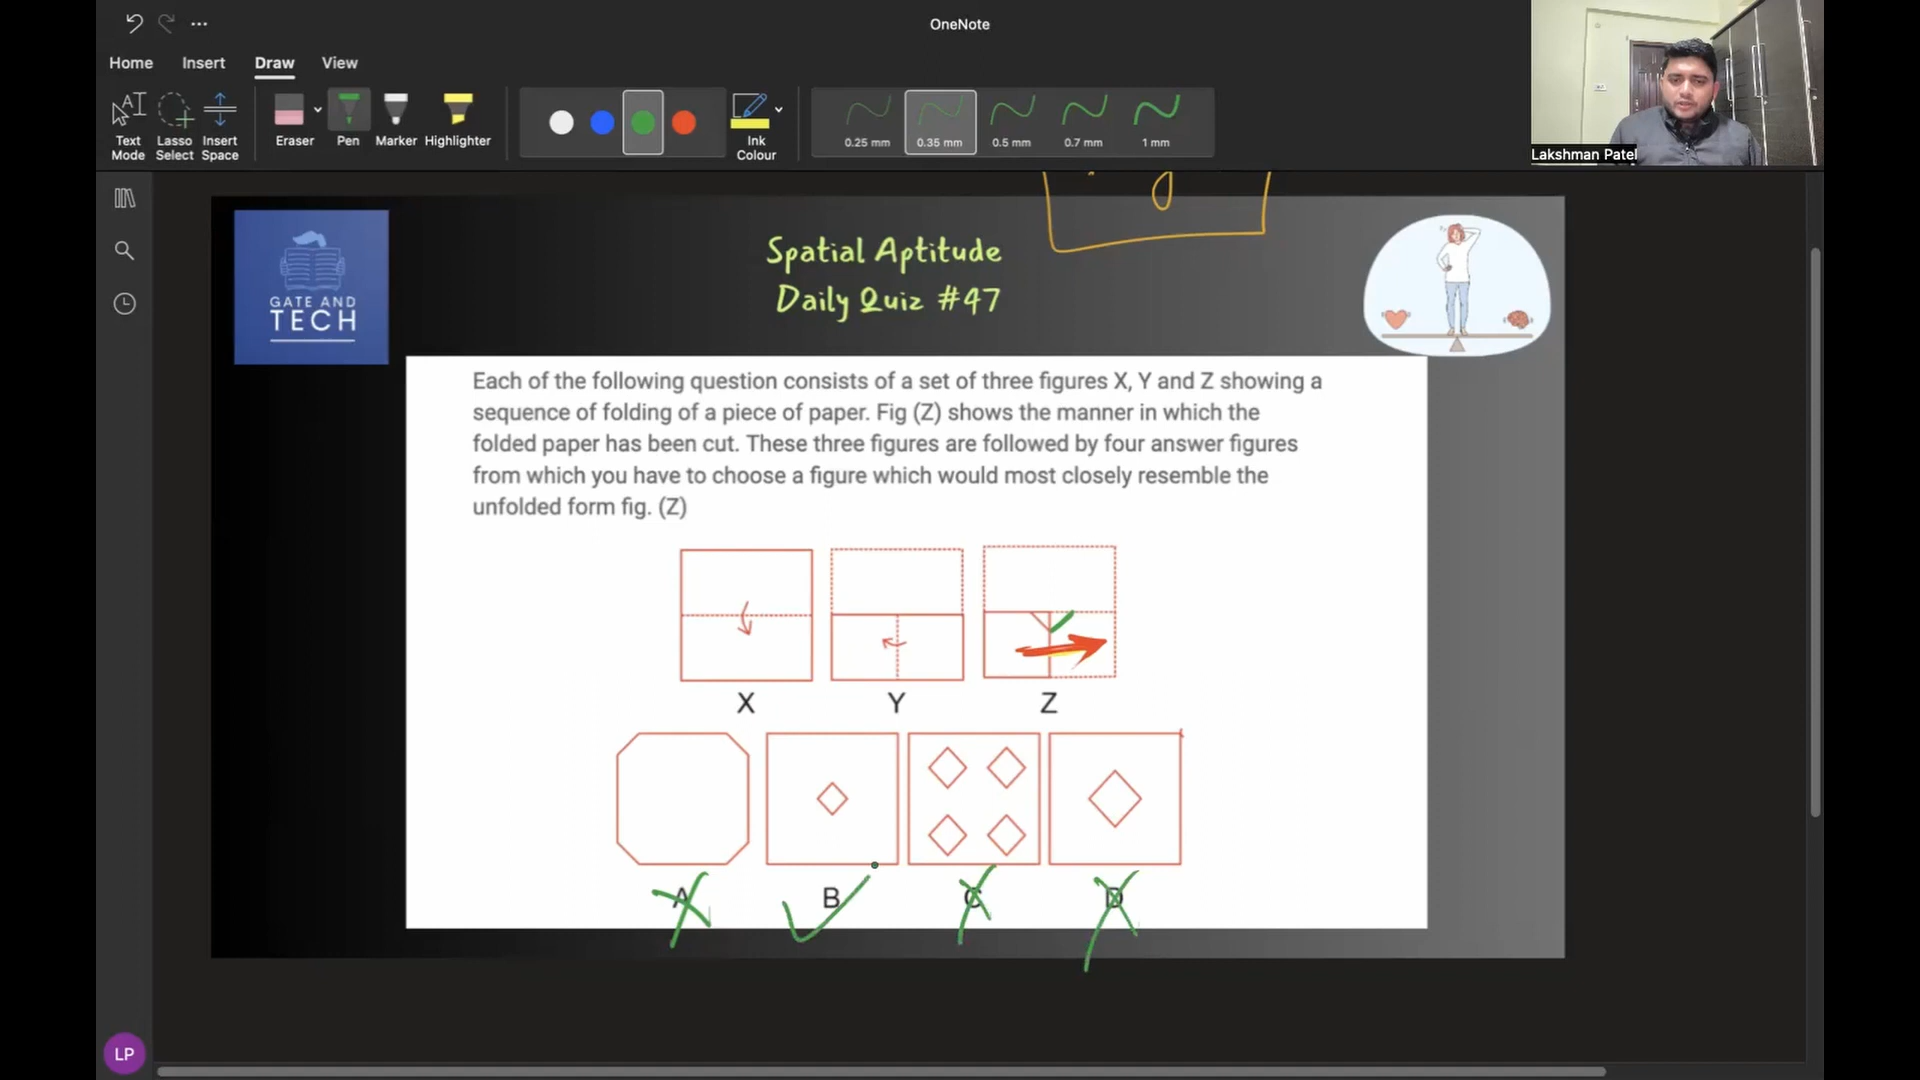 OneNote
Home Insert Draw View
Text Mode
Lasso Select
Insert Space
Eraser
Pen
Marker
Highlighter
Ink Colour
0.25 mm
0.35 mm
0.5 mm
0.7 mm
1 mm
Lakshman Patel
GATE AND
TECH
Spatial Aptitude
Daily Quiz #47
Each of the following question consists of a set of three figures X, Y and Z showing a
sequence of folding of a piece of paper. Fig (Z) shows the manner in which the
folded paper has been cut. These three figures are followed by four answer figures
from which you have to choose a figure which would most closely resemble the
unfolded form fig. (Z)
X Y Z
A B C D
LP